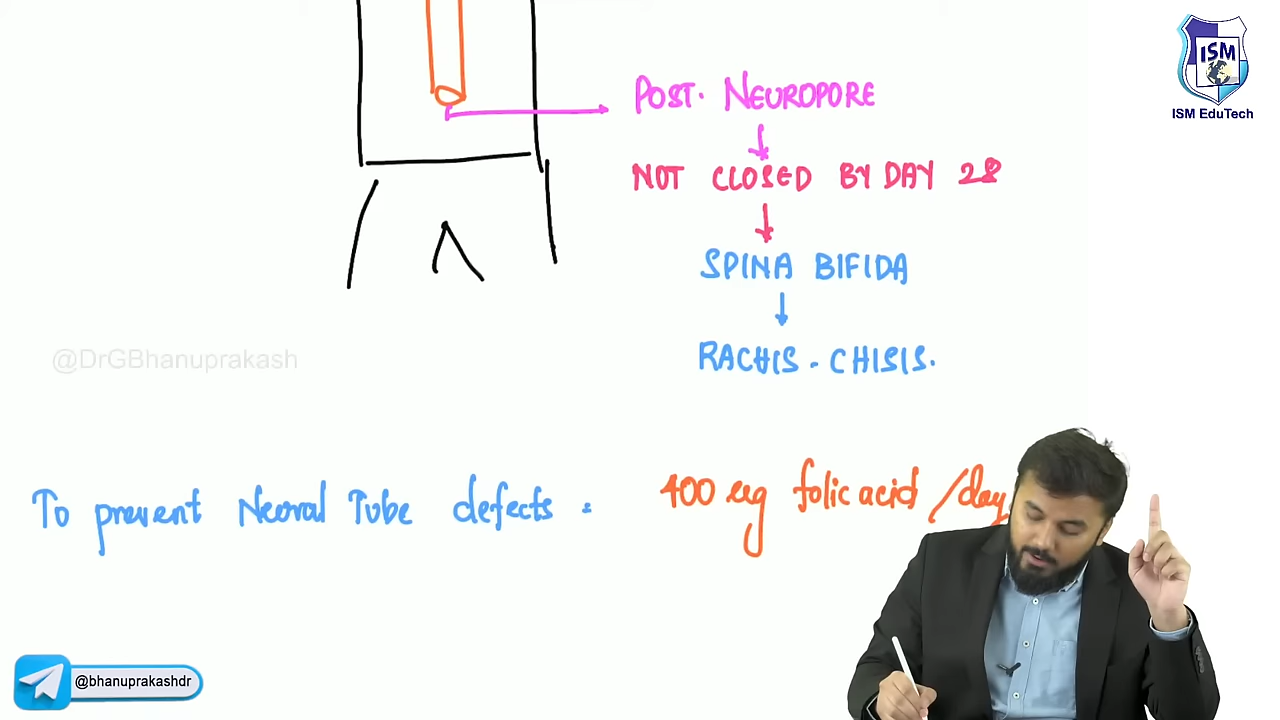 ISM
ISM EduTech
POST. NEUROPORE
NOT CLOSED BY DAY 28
SPINA BIFIDA
RACHIS - CHISIS.
@DrGBhanuprakash
To prevent Neural Tube defects =
400 ug folic acid / day
@bhanuprakashdr